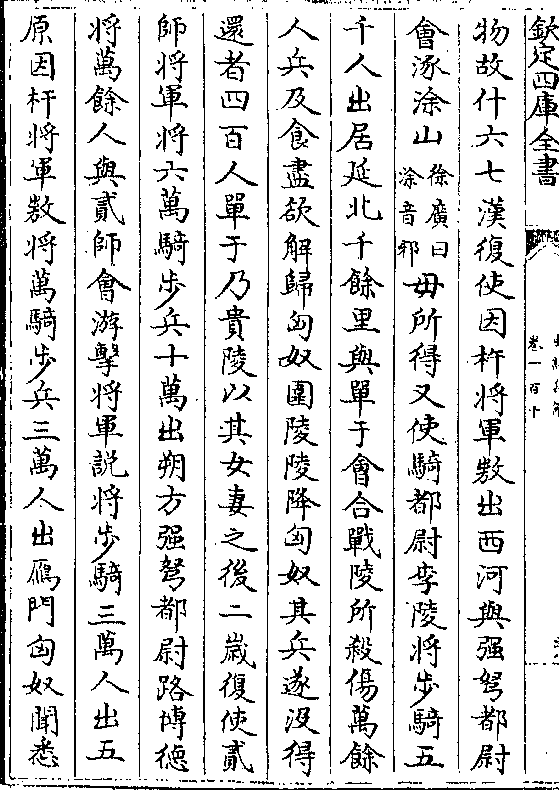 欽定四庫全書
卷一百十
物故什六七漢復使因杅將軍敖出西河與强弩都尉
會涿涂山徐廣曰涂音邪毋所得又使騎都尉李陵將步騎五
千人出居延北千餘里與單于會合戰陵所殺傷萬餘
人兵及食盡欲解歸匈奴圍陵陵降匈奴其兵遂沒得
還者四百人單于乃貴陵以其女妻之後二嵗復使貳
師將軍將六萬騎步兵十萬出朔方强弩都尉路博德
將萬餘人與貳師會游擊將軍說將步騎三萬人出五
原因杅將軍敖將萬騎步兵三萬人出鴈門匈奴聞悉